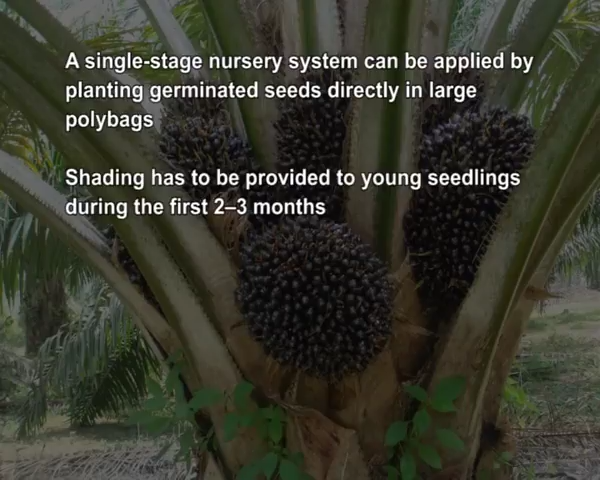 A single-stage nursery system can be applied by
planting germinated seeds directly in large
polybags
Shading has to be provided to young seedlings
during the first 2–3 months